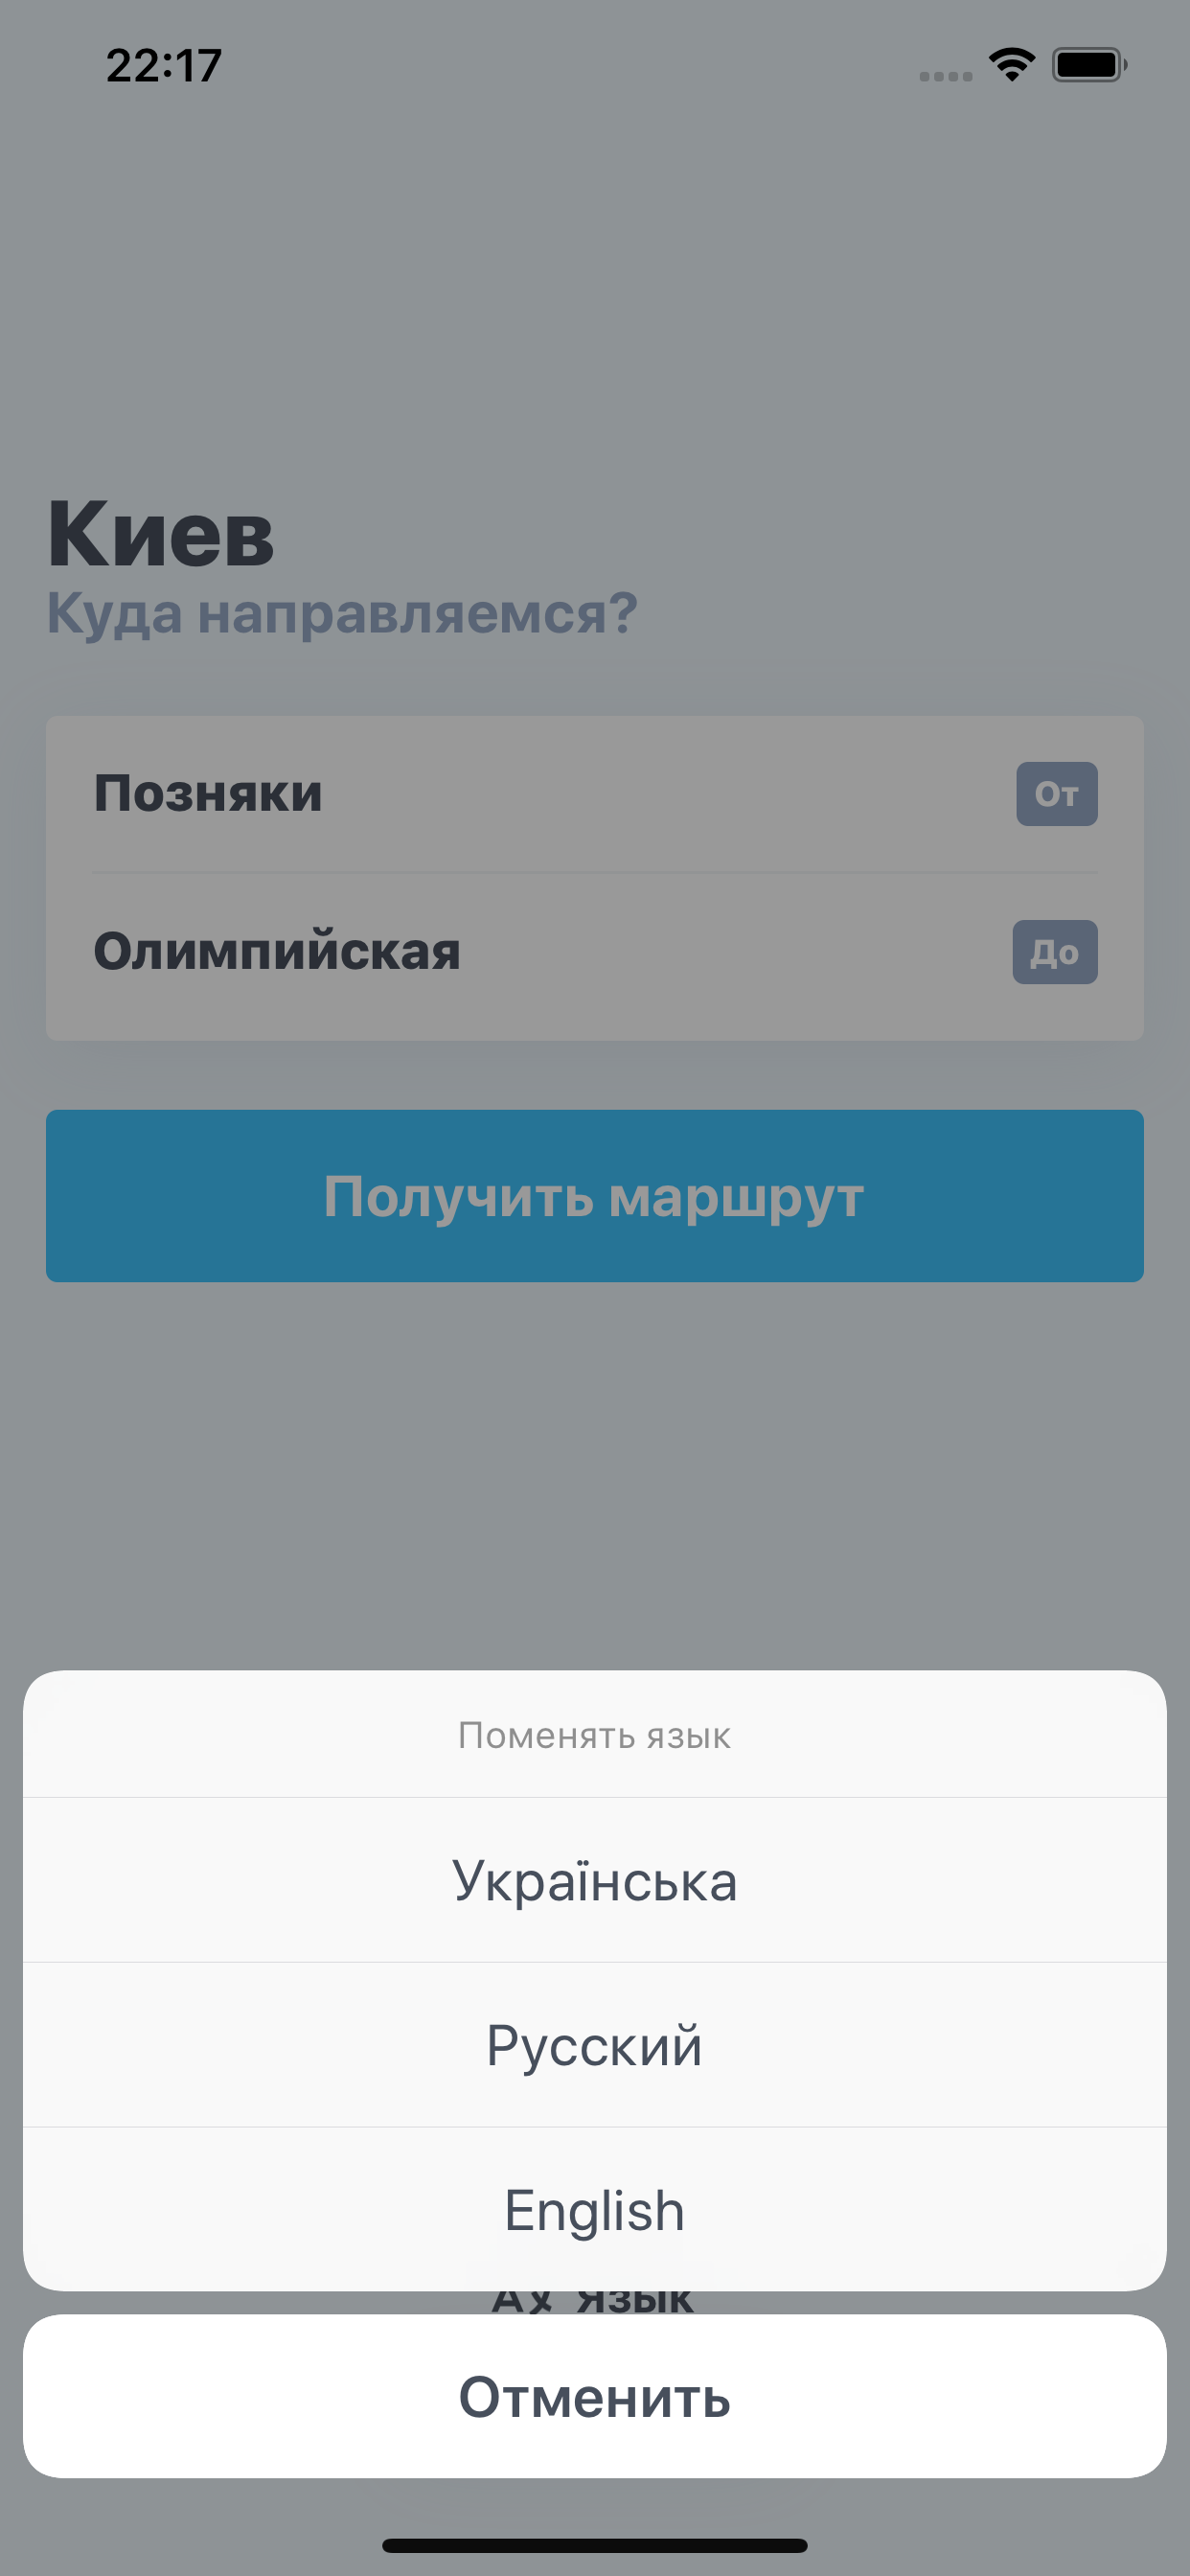 22:17
Киев
Куда направляемся?
Позняки
От
Олимпийская
До
Получить маршрут
Поменять язык
Українська
Русский
English
Язык
Отменить